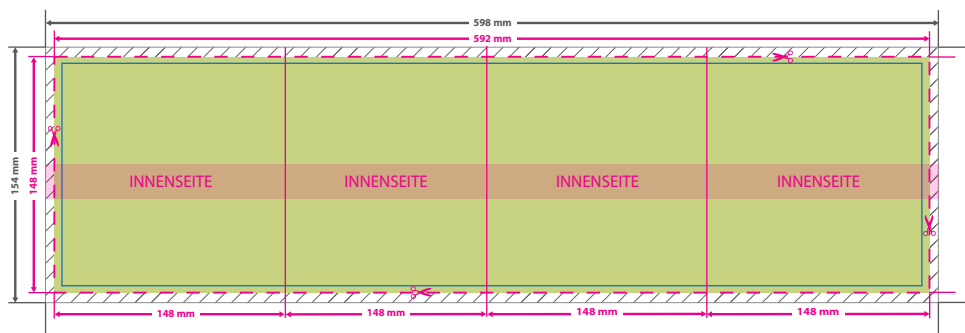 598 mm
592 mm
154 mm
148 mm
INNENSEITE INNENSEITE INNENSEITE INNENSEITE
148 mm 148 mm 148 mm 148 mm